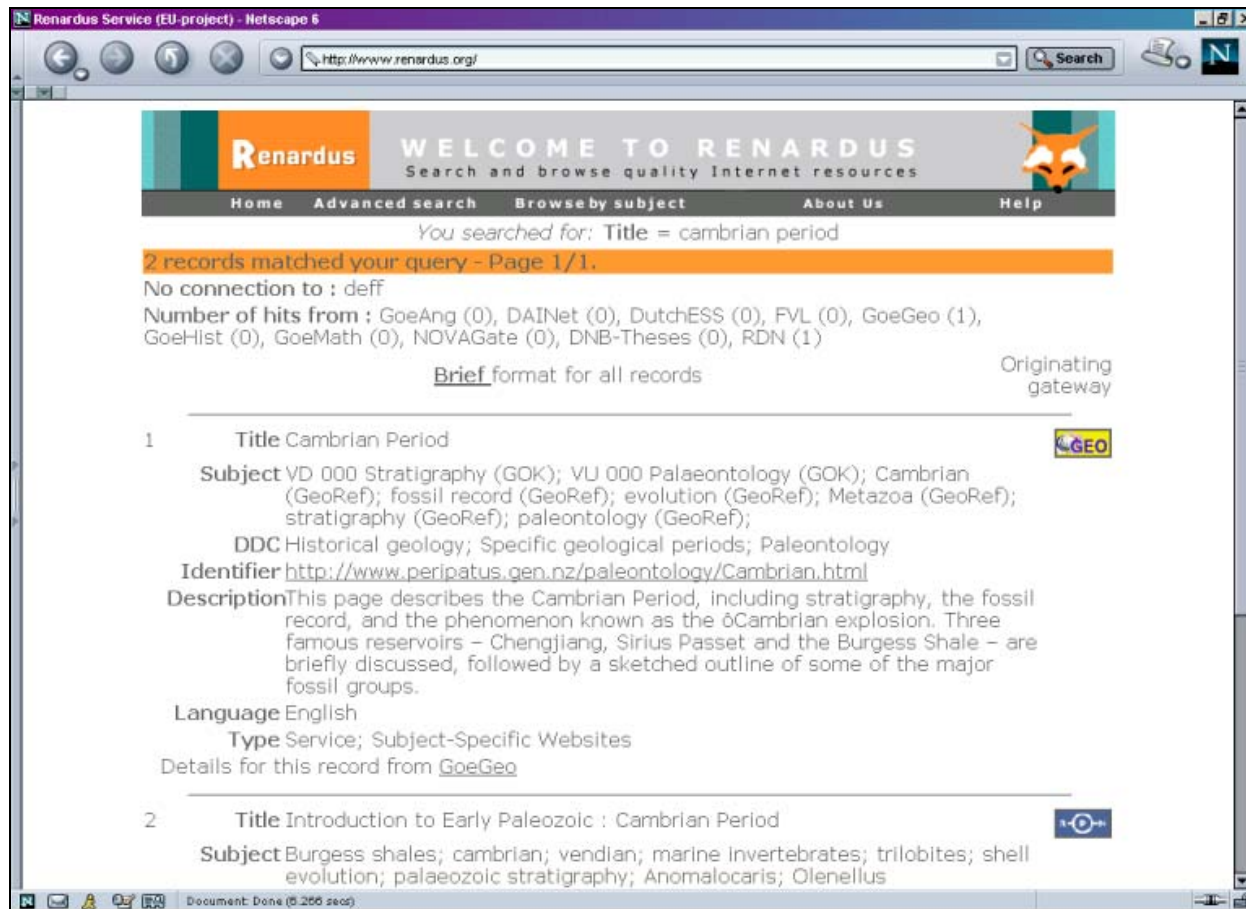 Renardus Service (EU-project) - Netscape 6
http://www.renardus.org/
Search
N
Renardus
WELCOME TO RENARDUS
Search and browse quality Internet resources
Home Advanced search Browse by subject About Us Help
You searched for: Title = cambrian period
2 records matched your query - Page 1/1.
No connection to : deff
Number of hits from : GoeAng (0), DAINet (0), DutchESS (0), FVL (0), GoeGeo (1),
GoeHist (0), GoeMath (0), NOVAGate (0), DNB-Theses (0), RDN (1)
Brief format for all records
Originating
gateway
1 Title Cambrian Period
GEO
Subject VD 000 Stratigraphy (GOK); VU 000 Palaeontology (GOK); Cambrian
(GeoRef); fossil record (GeoRef); evolution (GeoRef); Metazoa (GeoRef);
stratigraphy (GeoRef); paleontology (GeoRef);
DDC Historical geology; Specific geological periods; Paleontology
Identifier http://www.peripatus.gen.nz/paleontology/Cambrian.html
Description This page describes the Cambrian Period, including stratigraphy, the fossil
record, and the phenomenon known as the ôCambrian explosion. Three
famous reservoirs – Chengjiang, Sirius Passet and the Burgess Shale – are
briefly discussed, followed by a sketched outline of some of the major
fossil groups.
Language English
Type Service; Subject-Specific Websites
Details for this record from GoeGeo
2 Title Introduction to Early Paleozoic : Cambrian Period
Subject Burgess shales; cambrian; vendian; marine invertebrates; trilobites; shell
evolution; palaeozoic stratigraphy; Anomalocaris; Olenellus
Document: Done (6.266 secs)